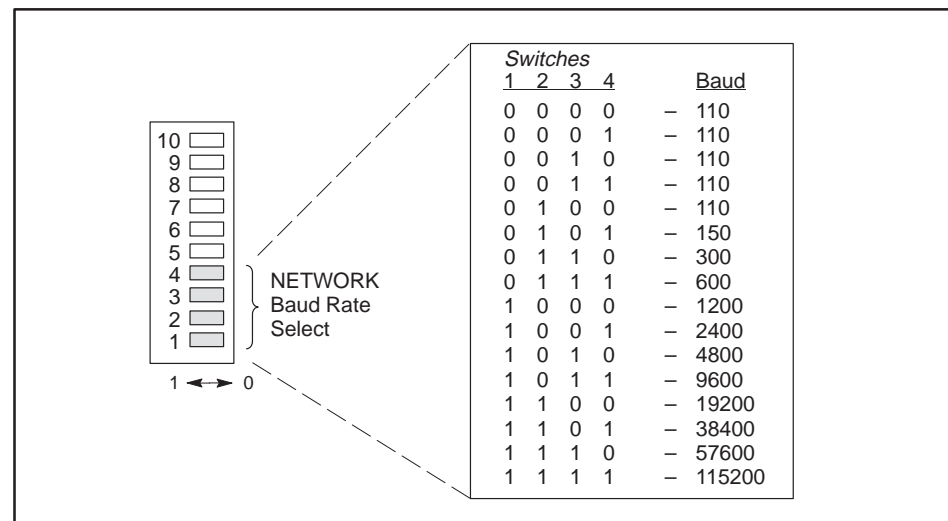 10
9
8
7
6
5
4
3
2
1
1 0
NETWORK
Baud Rate
Select
Switches
1 2 3 4 Baud
0 0 0 0 – 110
0 0 0 1 – 110
0 0 1 0 – 110
0 0 1 1 – 110
0 1 0 0 – 110
0 1 0 1 – 150
0 1 1 0 – 300
0 1 1 1 – 600
1 0 0 0 – 1200
1 0 0 1 – 2400
1 0 1 0 – 4800
1 0 1 1 – 9600
1 1 0 0 – 19200
1 1 0 1 – 38400
1 1 1 0 – 57600
1 1 1 1 – 115200